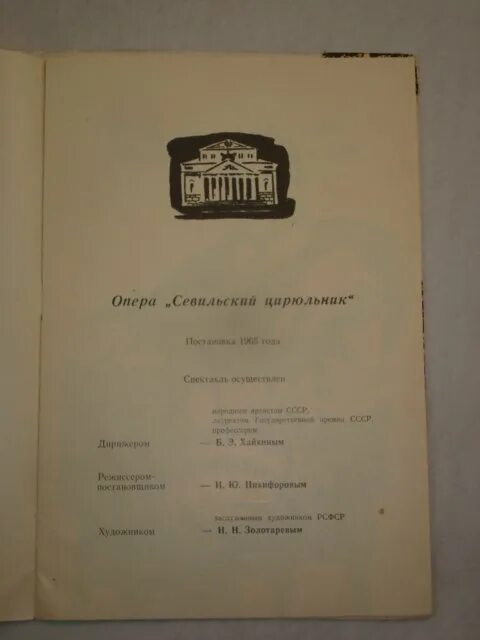 Опера „Севильский цирюльник“
Постановка 1965 года
Спектакль осуществлен
народным артистом СССР,
лауреатом Государственной премии СССР
профессором
Дирижером — Б. Э. Хайкиным
Режиссером-
постановщиком — И. Ю. Никифоровым
заслуженным художником РСФСР
Художником — Н. Н. Золотаревым